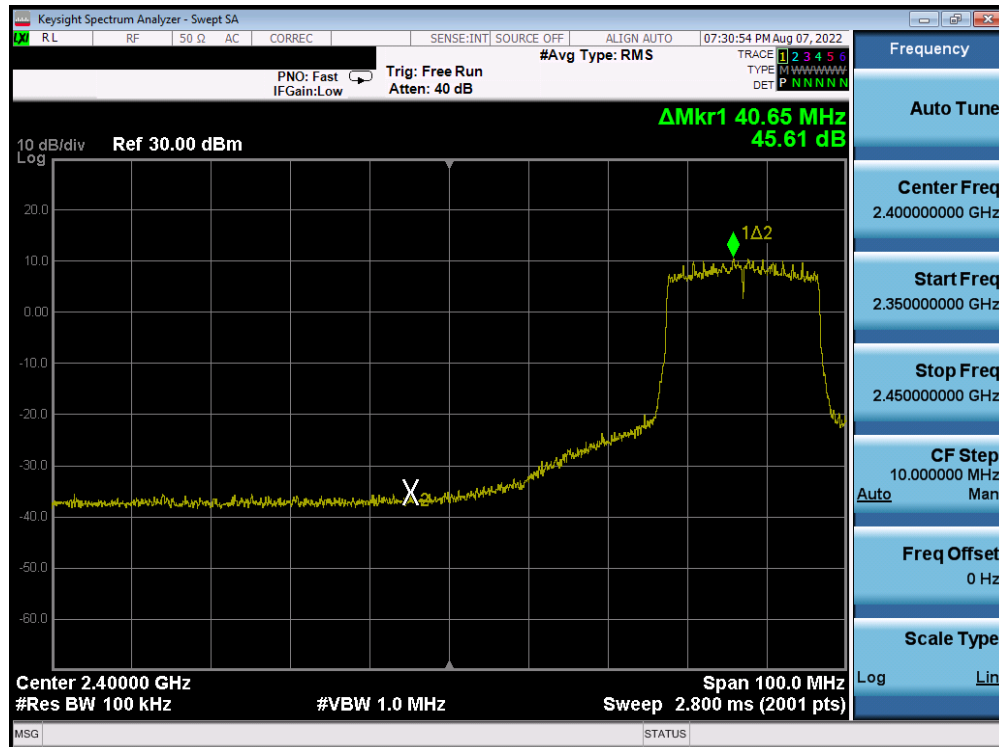 Keysight Spectrum Analyzer - Swept SA
LXI RL RF 50 Ω AC CORREC SENSE:INT SOURCE OFF ALIGN AUTO 07:30:54 PM Aug 07, 2022
#Avg Type: RMS
TRACE 1 2 3 4 5 6
PNO: Fast Trig: Free Run
TYPE M WWWWW
IFGain:Low Atten: 40 dB
DET P N N N N N
ΔMkr1 40.65 MHz
45.61 dB
10 dB/div Ref 30.00 dBm
Log
20.0
10.0
0.00
-10.0
-20.0
-30.0
-40.0
-50.0
-60.0
1Δ2
X2
Center 2.40000 GHz Span 100.0 MHz
#Res BW 100 kHz #VBW 1.0 MHz Sweep 2.800 ms (2001 pts)
MSG STATUS
Frequency
Auto Tune
Center Freq
2.400000000 GHz
Start Freq
2.350000000 GHz
Stop Freq
2.450000000 GHz
CF Step
10.000000 MHz
Auto Man
Freq Offset
0 Hz
Scale Type
Log Lin